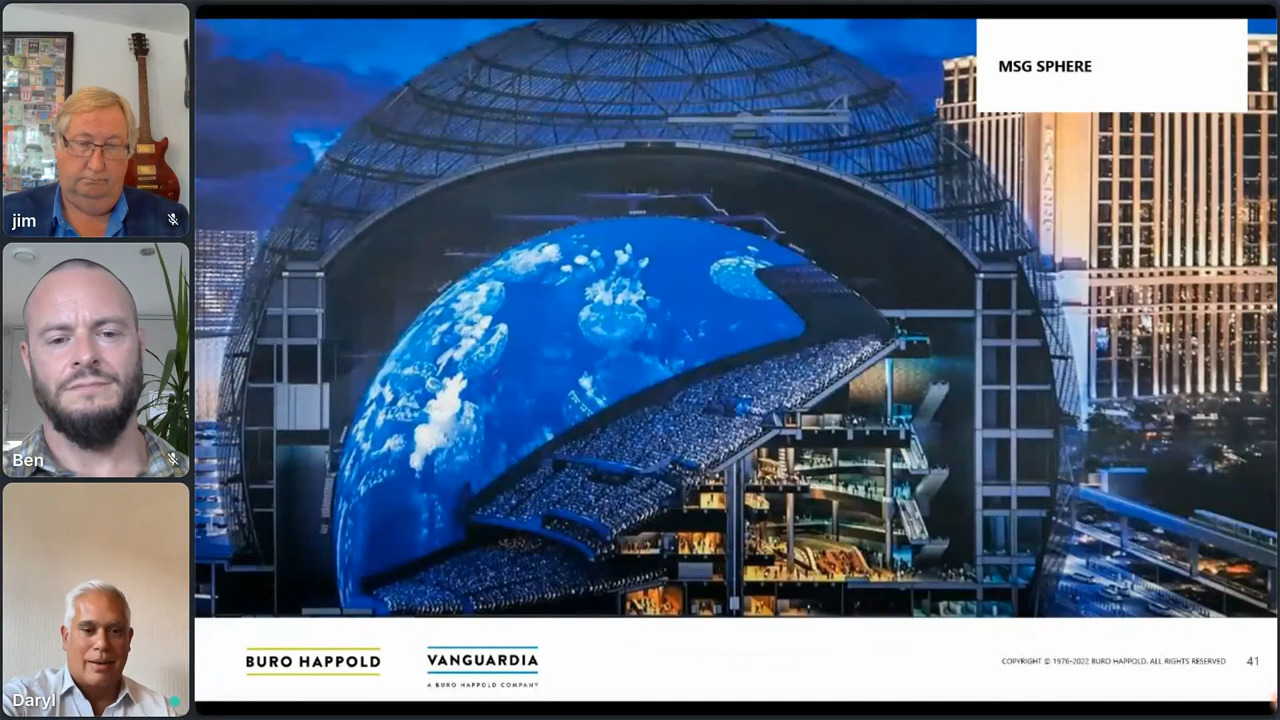 jim
Ben
Daryl
MSG SPHERE
BURO HAPPOLD
VANGUARDIA
A BURO HAPPOLD COMPANY
COPYRIGHT © 1976-2022 BURO HAPPOLD. ALL RIGHTS RESERVED
41